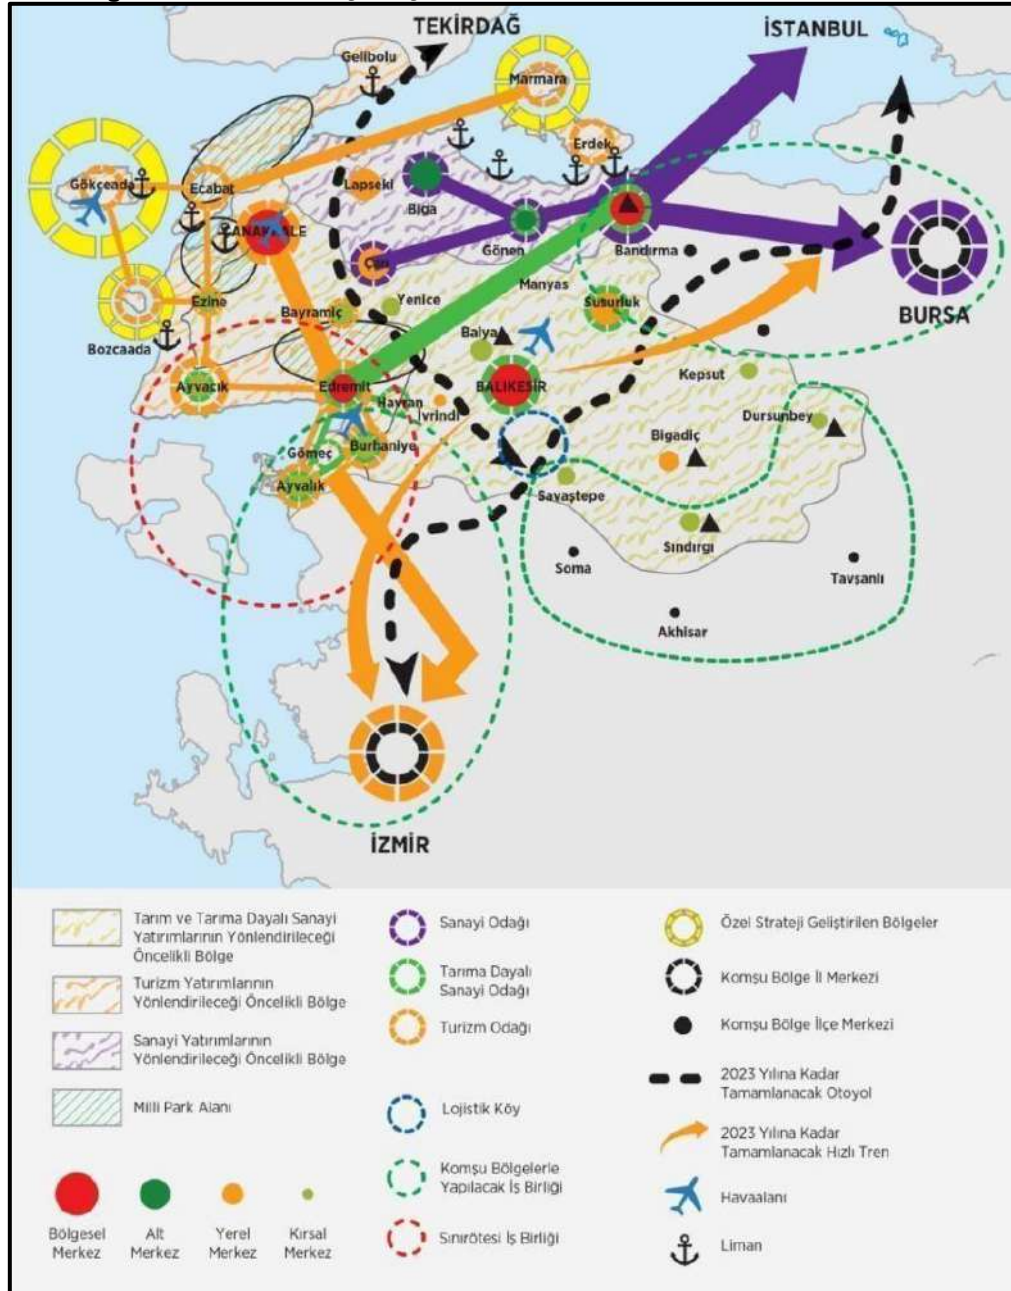 TEKİRDAĞ
İSTANBUL
Gelibolu
Marmara
Erdek
Gökçeada
Ecabat
Lapseki
Biga
ANAKKALE
Gönen
Bandırma
BURSA
Çan
Manyas
Ezine
Bayramiç
Yenice
Susurluk
Bozcaada
Balya
Kepsut
Ayvacık
Edremit
Havran
İvrindi
BALIKESİR
Dursunbey
Bigadiç
Gömeç
Burhaniye
Ayvalık
Savaştepe
Sındırgı
Soma
Tavşanlı
Akhisar
İZMİR
Tarım ve Tarıma Dayalı Sanayi
Yatırımlarının Yönlendirileceği
Öncelikli Bölge
Turizm Yatırımlarının
Yönlendirileceği Öncelikli Bölge
Sanayi Yatırımlarının
Yönlendirileceği Öncelikli Bölge
Milli Park Alanı
Bölgesel
Merkez
Alt
Merkez
Yerel
Merkez
Kırsal
Merkez
Sanayi Odağı
Tarıma Dayalı
Sanayi Odağı
Turizm Odağı
Lojistik Köy
Komşu Bölgelerle
Yapılacak İş Birliği
Sınırötesi İş Birliği
Özel Strateji Geliştirilen Bölgeler
Komşu Bölge İl Merkezi
Komşu Bölge İlçe Merkezi
2023 Yılına Kadar
Tamamlanacak Otoyol
2023 Yılına Kadar
Tamamlanacak Hızlı Tren
Havaalanı
Liman